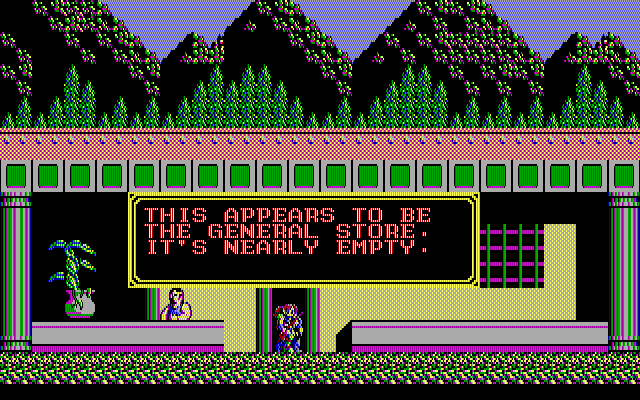 THIS APPEARS TO BE
THE GENERAL STORE.
IT'S NEARLY EMPTY.